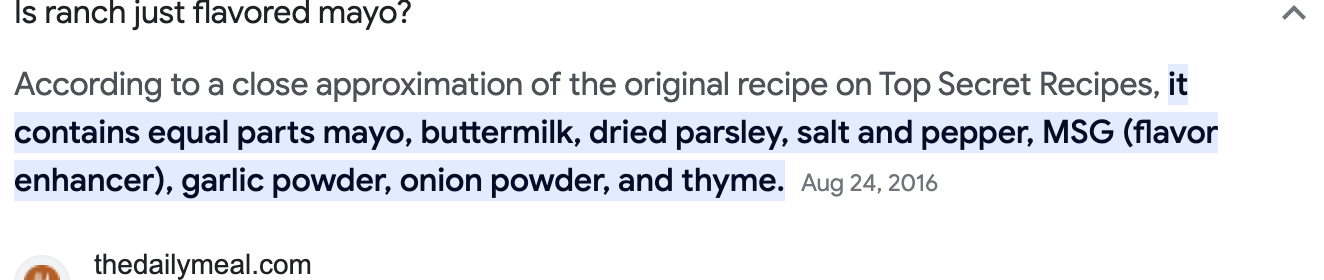 Is ranch just flavored mayo?
According to a close approximation of the original recipe on Top Secret Recipes, it
contains equal parts mayo, buttermilk, dried parsley, salt and pepper, MSG (flavor
enhancer), garlic powder, onion powder, and thyme. Aug 24, 2016
thedailymeal.com